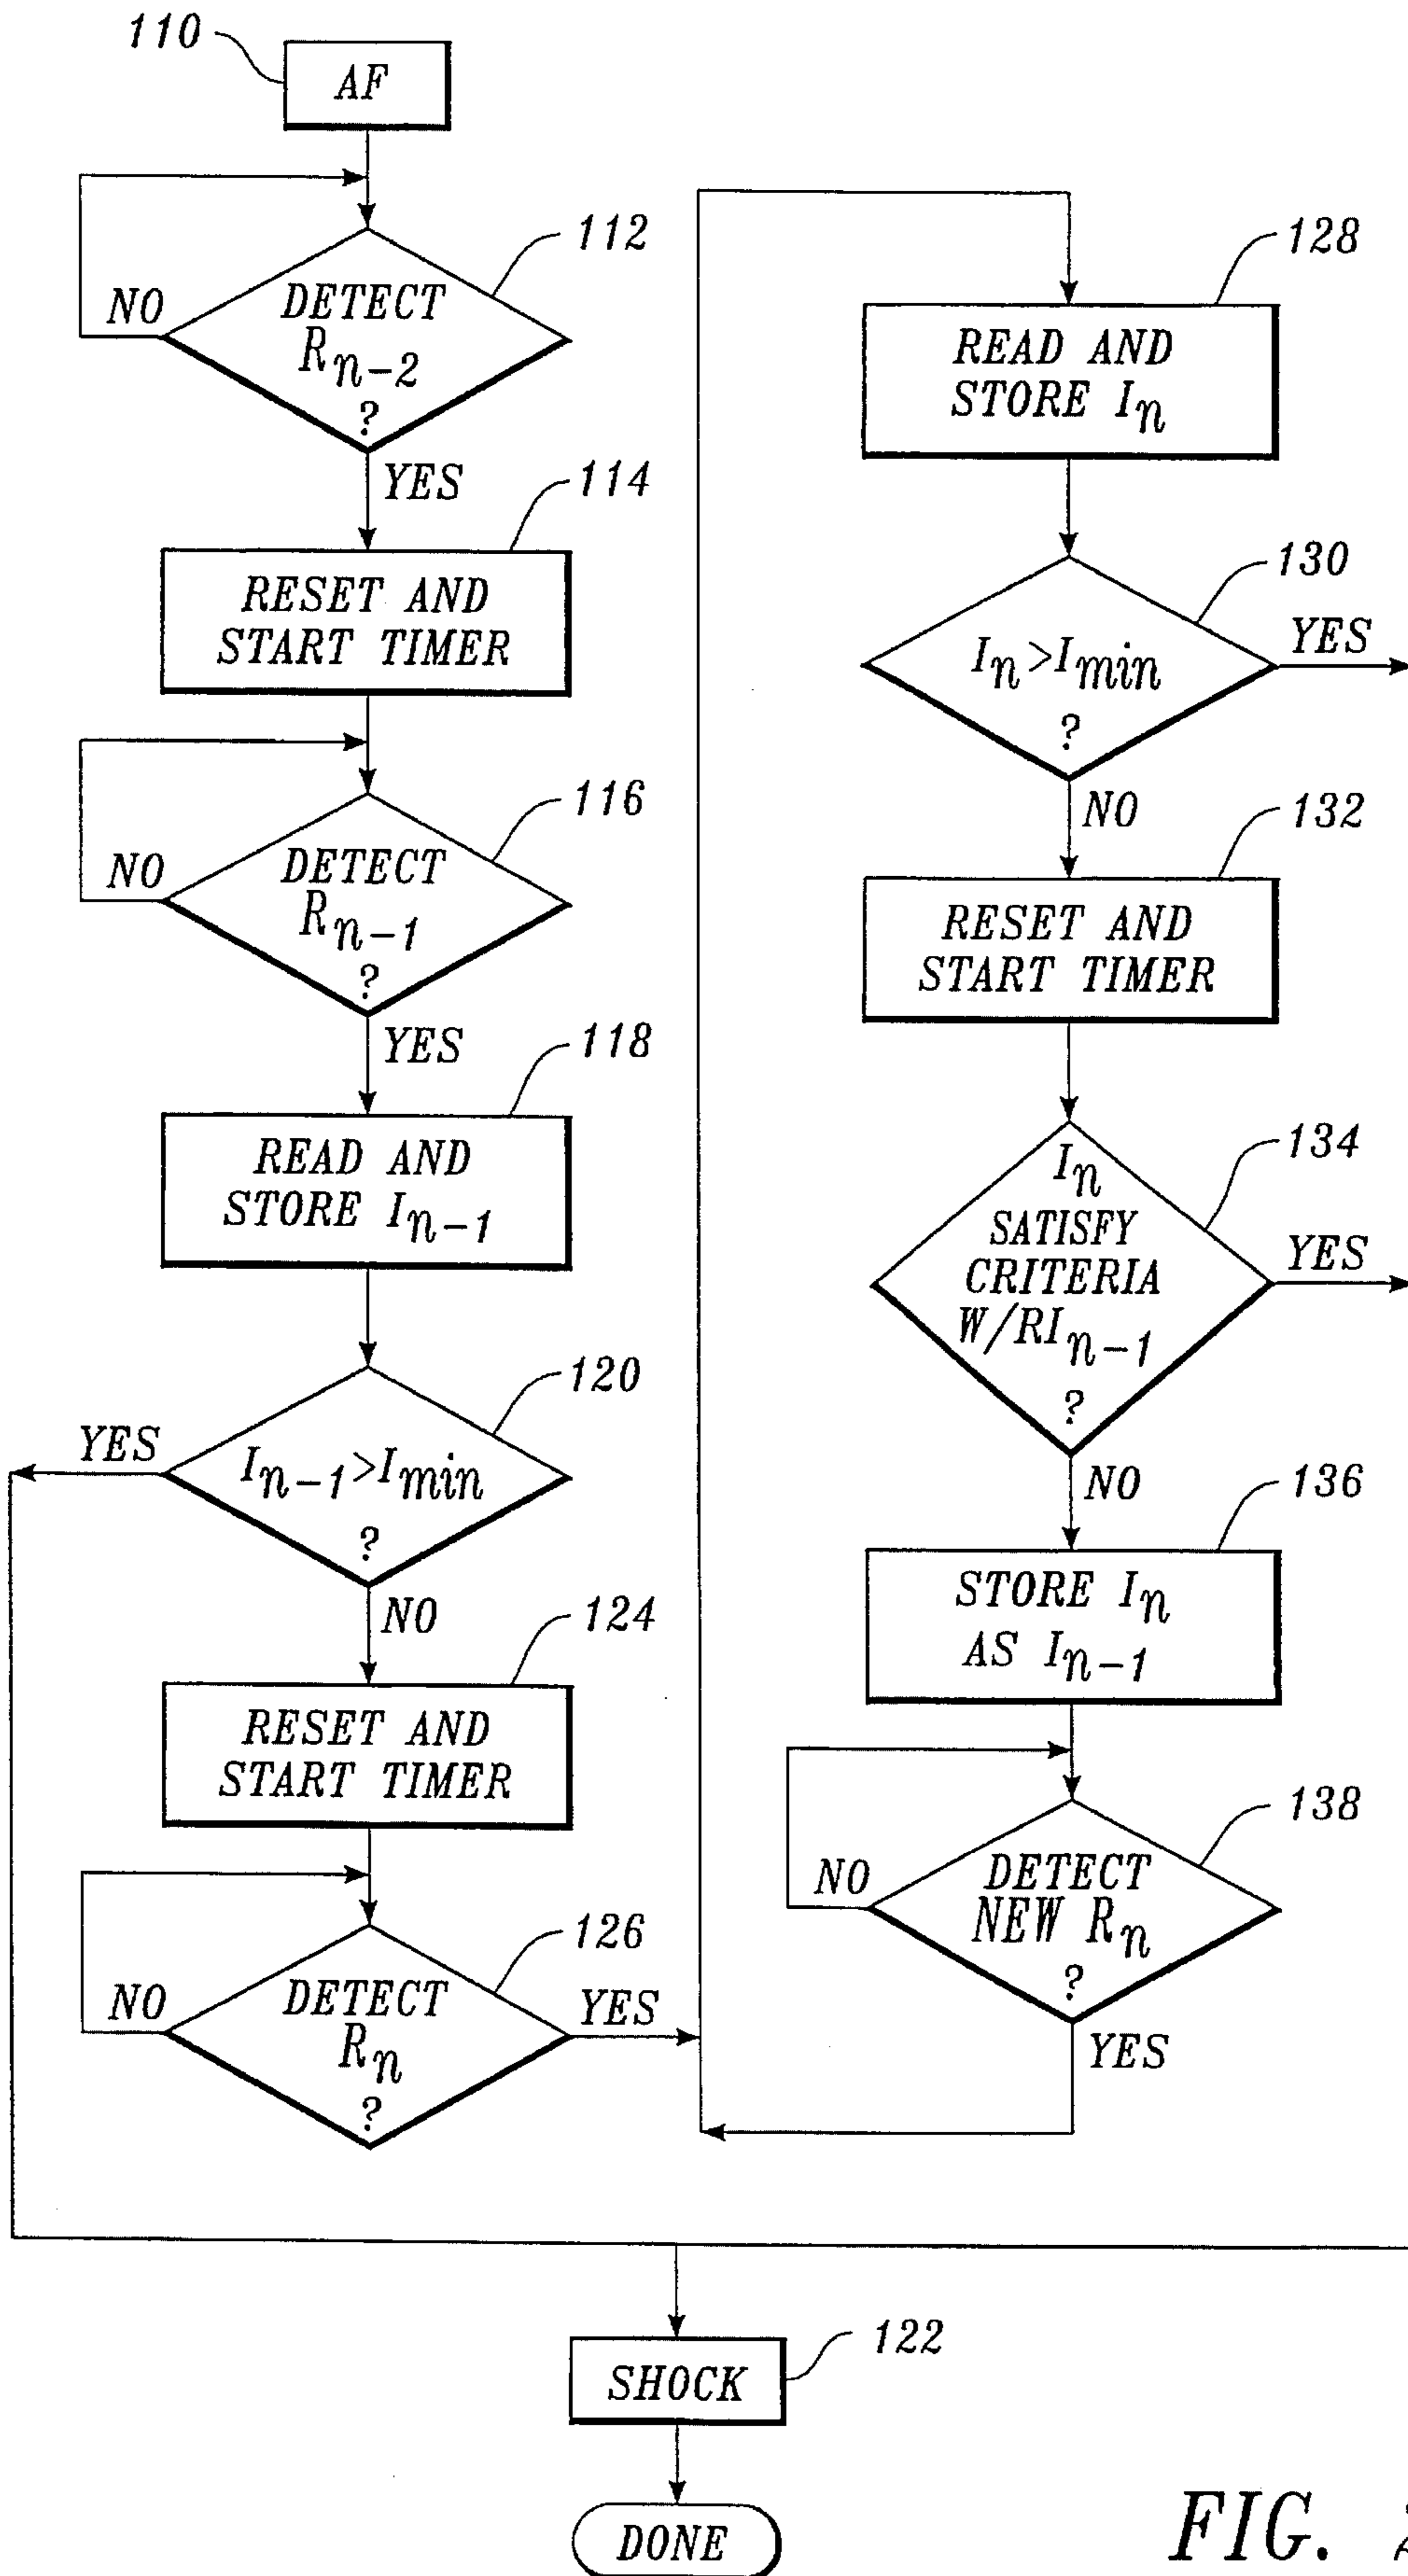 110
AF
112
DETECT
Rn-2
?
NO
YES
114
RESET AND
START TIMER
116
DETECT
Rn-1
?
NO
YES
118
READ AND
STORE In-1
120
In-1>Imin
?
YES
NO
124
RESET AND
START TIMER
126
DETECT
Rn
?
NO
YES
128
READ AND
STORE In
130
In>Imin
?
YES
NO
132
RESET AND
START TIMER
134
In
SATISFY
CRITERIA
W/RIn-1
?
YES
NO
136
STORE In
AS In-1
138
DETECT
NEW Rn
?
NO
YES
122
SHOCK
DONE
FIG.